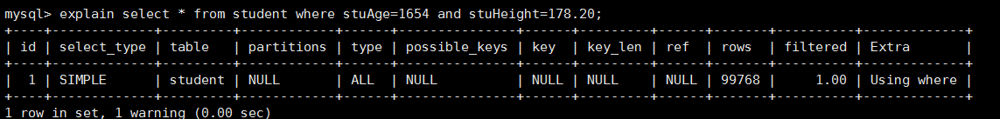 mysql> explain select * from student where stuAge=1654 and stuHeight=178.20;
+----+-------------+---------+------------+------+---------------+------+---------+------+-------+----------+-------------+
| id | select_type | table   | partitions | type | possible_keys | key  | key_len | ref  | rows  | filtered | Extra       |
+----+-------------+---------+------------+------+---------------+------+---------+------+-------+----------+-------------+
|  1 | SIMPLE      | student | NULL       | ALL  | NULL          | NULL | NULL    | NULL | 99768 |     1.00 | Using where |
+----+-------------+---------+------------+------+---------------+------+---------+------+-------+----------+-------------+
1 row in set, 1 warning (0.00 sec)